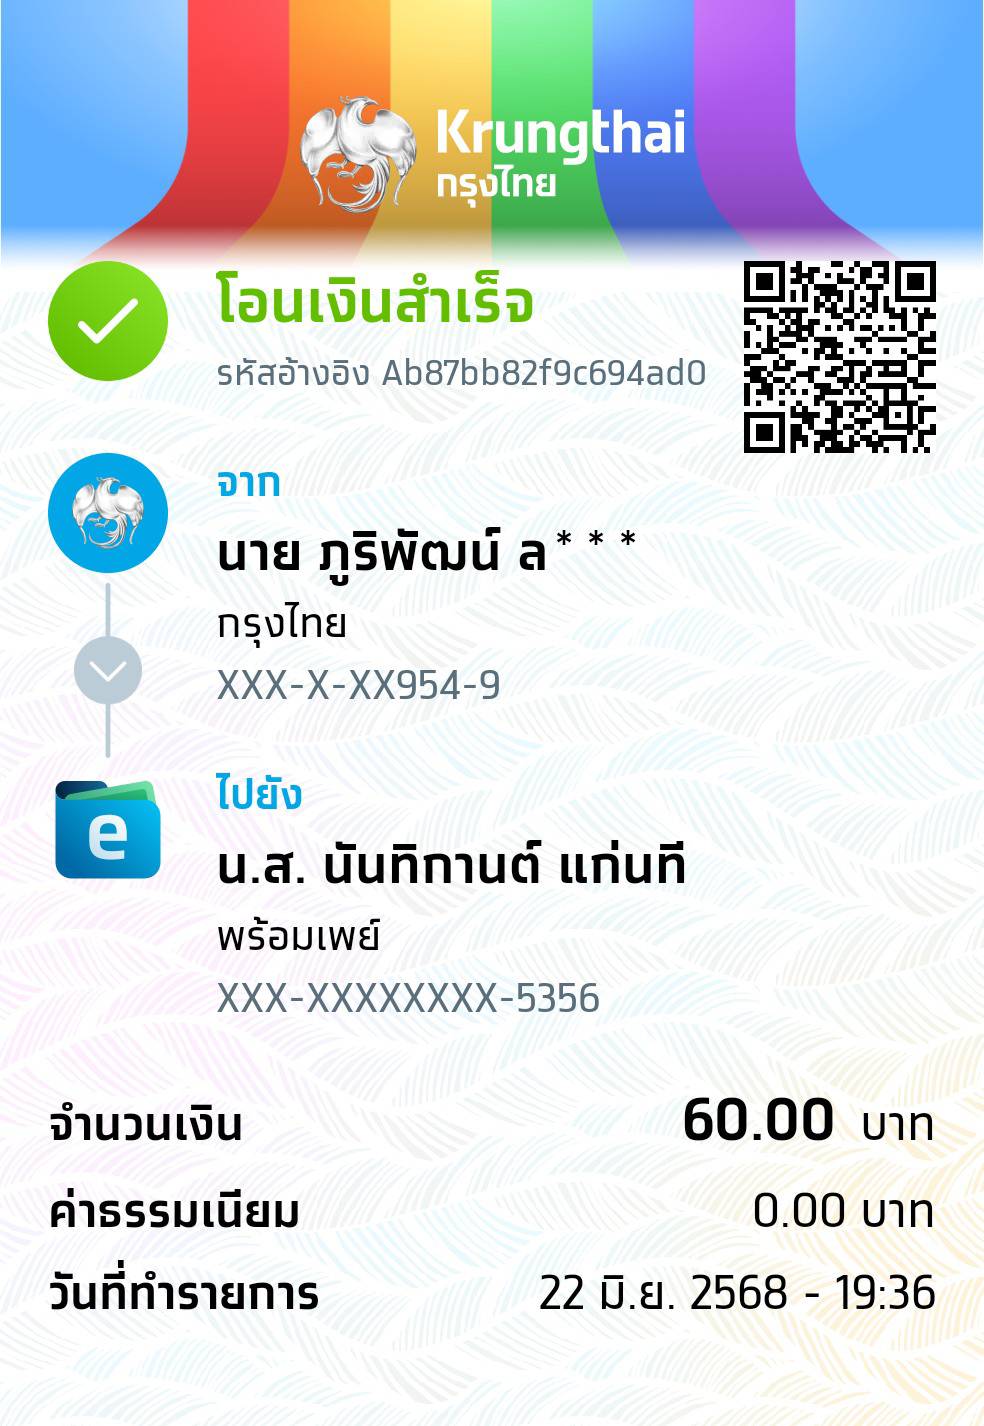 Krungthai
กรุงไทย
โอนเงินสำเร็จ
รหัสอ้างอิง Ab87bb82f9c694ad0
จาก
นาย ภูริพัฒน์ ล***
กรุงไทย
XXX-X-XX954-9
ไปยัง
e
น.ส. นันทิกานต์ แก่นที
พร้อมเพย์
XXX-XXXXXXXX-5356
จำนวนเงิน 60.00 บาท
ค่าธรรมเนียม 0.00 บาท
วันที่ทำรายการ 22 มิ.ย. 2568 - 19:36